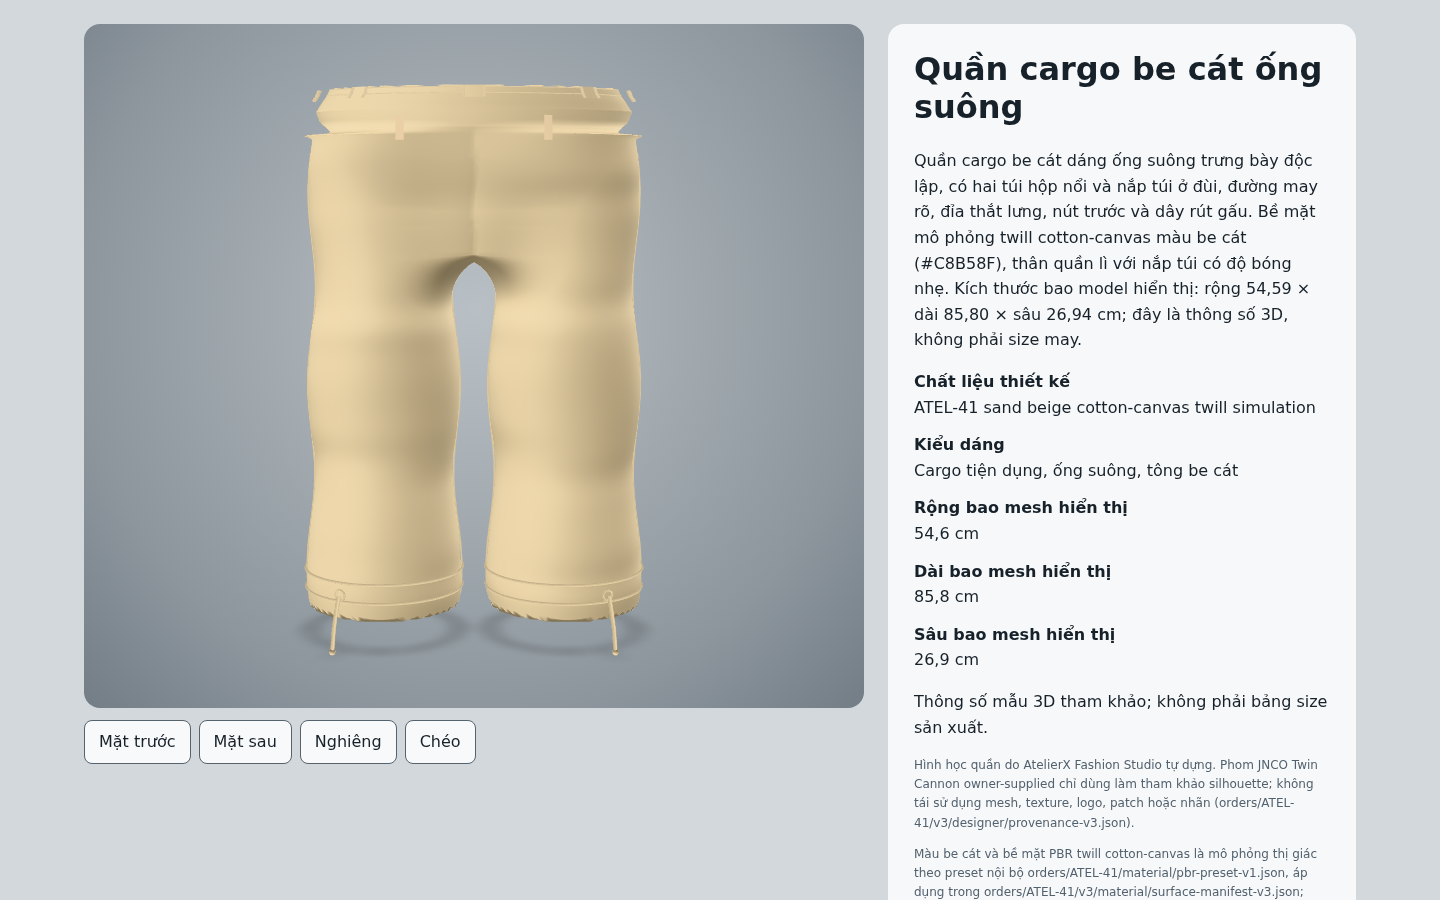 Quần cargo be cát ống
suông
Quần cargo be cát dáng ống suông trưng bày độc
lập, có hai túi hộp nổi và nắp túi ở đùi, đường may
rõ, đỉa thắt lưng, nút trước và dây rút gấu. Bề mặt
mô phỏng twill cotton-canvas màu be cát
(#C8B58F), thân quần lì với nắp túi có độ bóng
nhẹ. Kích thước bao model hiển thị: rộng 54,59 ×
dài 85,80 × sâu 26,94 cm; đây là thông số 3D,
không phải size may.
Chất liệu thiết kế
ATEL-41 sand beige cotton-canvas twill simulation
Kiểu dáng
Cargo tiện dụng, ống suông, tông be cát
Rộng bao mesh hiển thị
54,6 cm
Dài bao mesh hiển thị
85,8 cm
Sâu bao mesh hiển thị
26,9 cm
Thông số mẫu 3D tham khảo; không phải bảng size
sản xuất.
Hình học quần do AtelierX Fashion Studio tự dựng. Phom JNCO Twin
Cannon owner-supplied chỉ dùng làm tham khảo silhouette; không
tái sử dụng mesh, texture, logo, patch hoặc nhãn (orders/ATEL-
41/v3/designer/provenance-v3.json).
Màu be cát và bề mặt PBR twill cotton-canvas là mô phỏng thị giác
theo preset nội bộ orders/ATEL-41/material/pbr-preset-v1.json, áp
dụng trong orders/ATEL-41/v3/material/surface-manifest-v3.json;
Mặt trước
Mặt sau
Nghiêng
Chéo